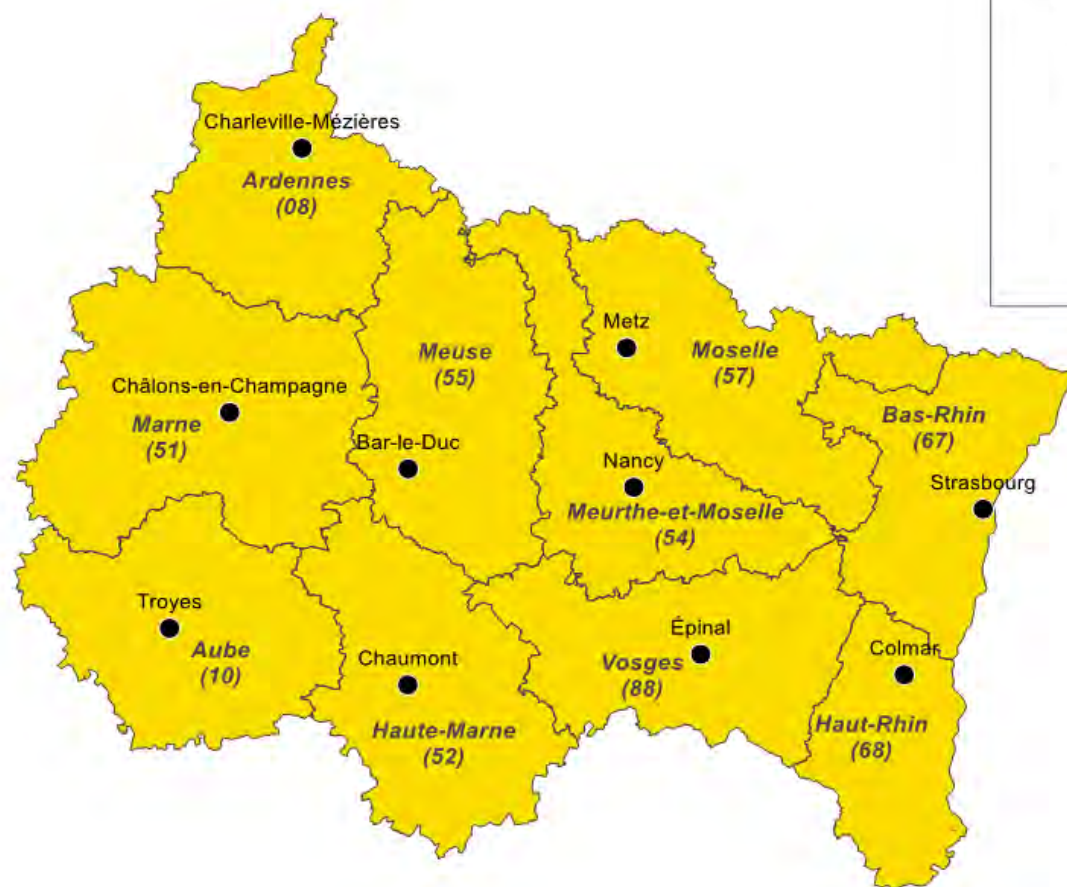 Charleville-Mézières
Ardennes
(08)
Metz
Meuse
(55)
Moselle
(57)
Châlons-en-Champagne
Marne
(51)
Bas-Rhin
(67)
Bar-le-Duc
Nancy
Strasbourg
Meurthe-et-Moselle
(54)
Troyes
Aube
(10)
Chaumont
Épinal
Vosges
(88)
Colmar
Haute-Marne
(52)
Haut-Rhin
(68)